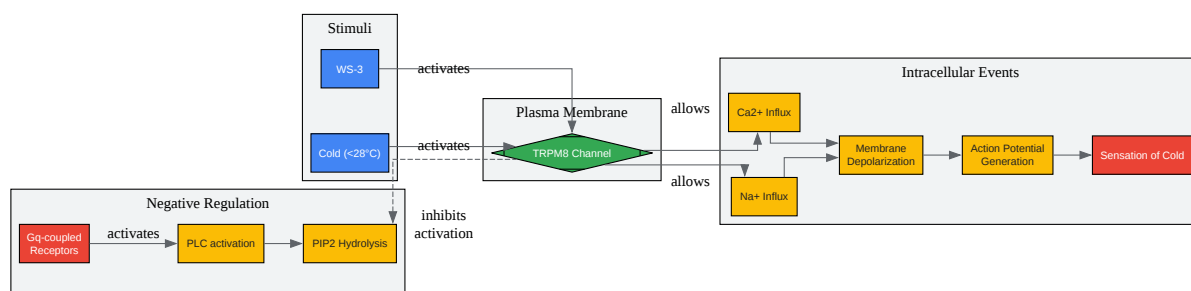 Stimuli
WS-3
activates
Cold (<28°C)
activates
Plasma Membrane
TRPM8 Channel
allows
allows
Intracellular Events
Ca2+ Influx
Na+ Influx
Membrane
Depolarization
Action Potential
Generation
Sensation of Cold
Negative Regulation
Gq-coupled
Receptors
activates
PLC activation
PIP2 Hydrolysis
inhibits
activation